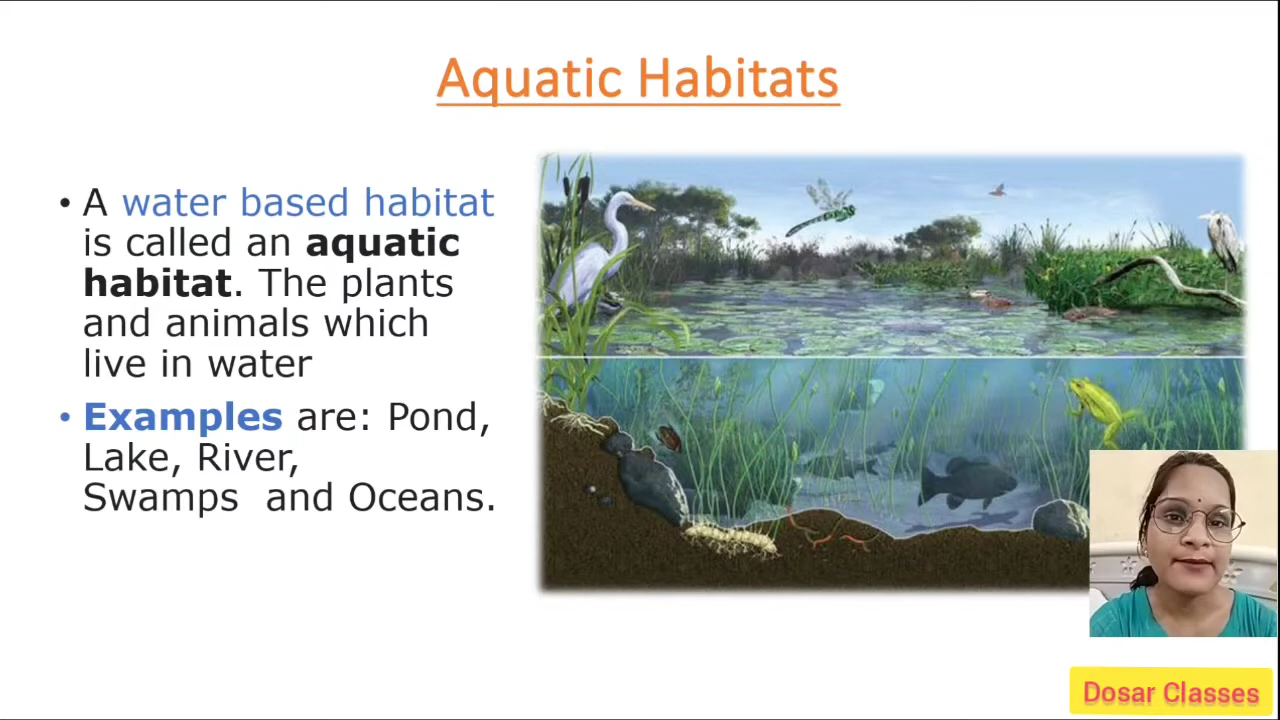 Aquatic Habitats
• A water based habitat
is called an aquatic
habitat. The plants
and animals which
live in water
• Examples are: Pond,
Lake, River,
Swamps  and Oceans.
Dosar Classes